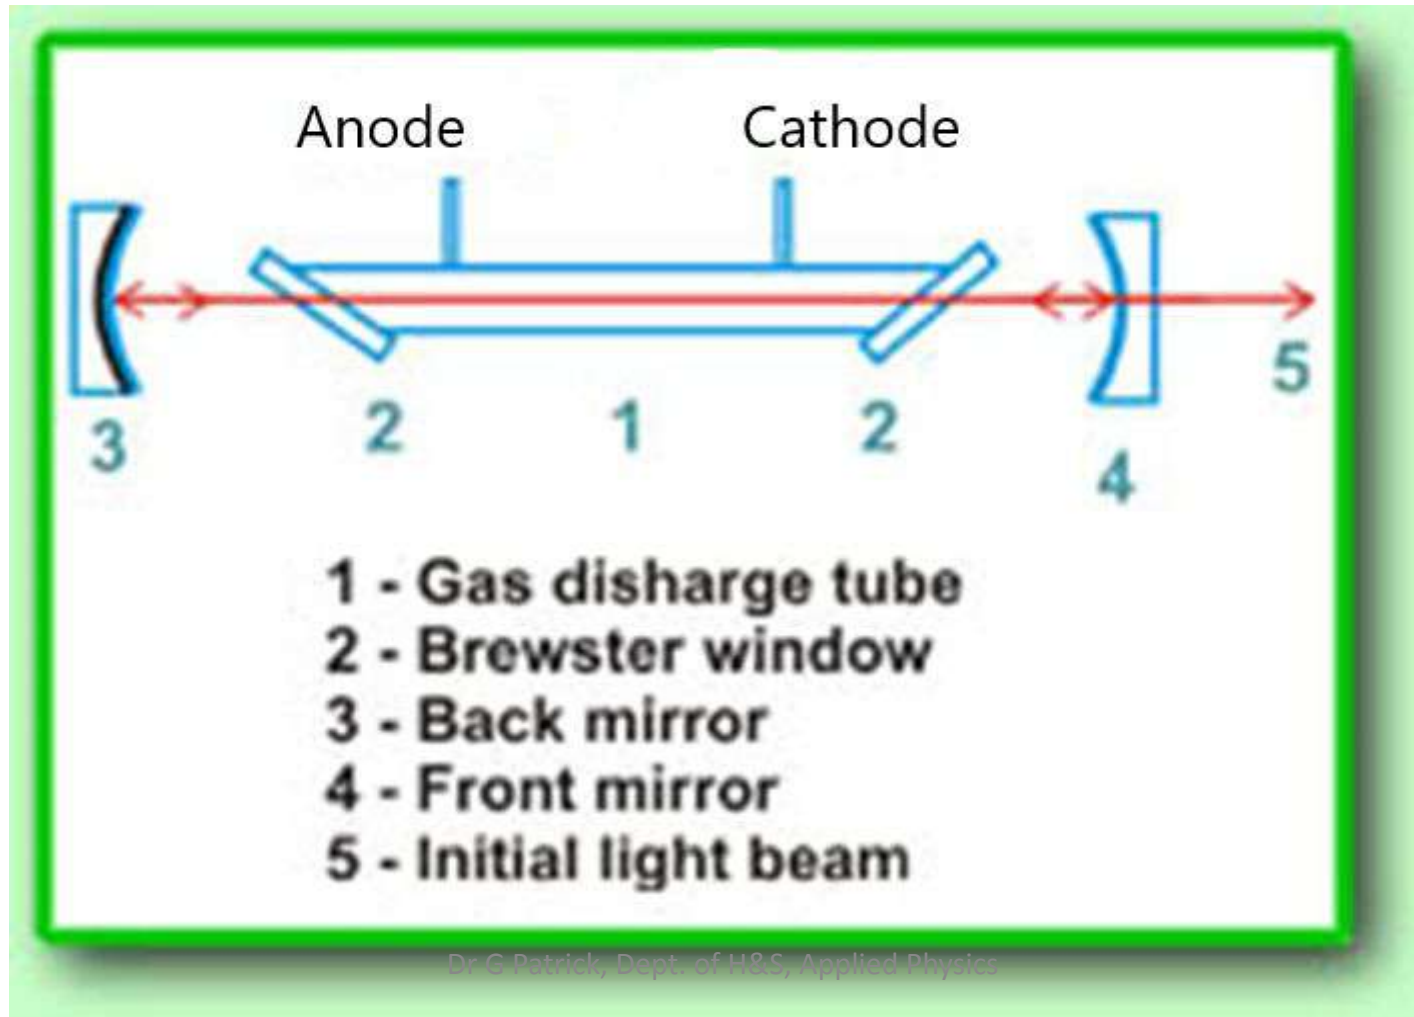 Anode Cathode
3 2 1 2 4 5
1 - Gas disharge tube
2 - Brewster window
3 - Back mirror
4 - Front mirror
5 - Initial light beam
Dr G Patrick, Dept. of H&S, Applied Physics